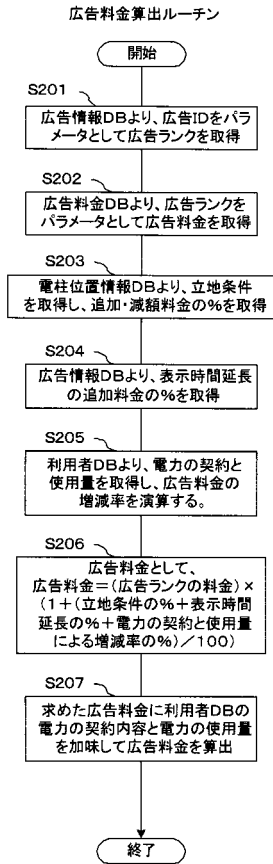 広告料金算出ルーチン
開始
S201
広告情報DBより、広告IDをパラ
メータとして広告ランクを取得
S202
広告料金DBより、広告ランクを
パラメータとして広告料金を取得
S203
電柱位置情報DBより、立地条件
を取得し、追加・減額料金の%を取得
S204
広告情報DBより、表示時間延長
の追加料金の%を取得
S205
利用者DBより、電力の契約と
使用量を取得し、広告料金の
増減率を演算する。
S206
広告料金として、
広告料金=(広告ランクの料金)×
(1+(立地条件の%+表示時間
延長の%+電力の契約と使用量
による増減率の%)/100)
S207
求めた広告料金に利用者DBの
電力の契約内容と電力の使用量
を加味して広告料金を算出
終了